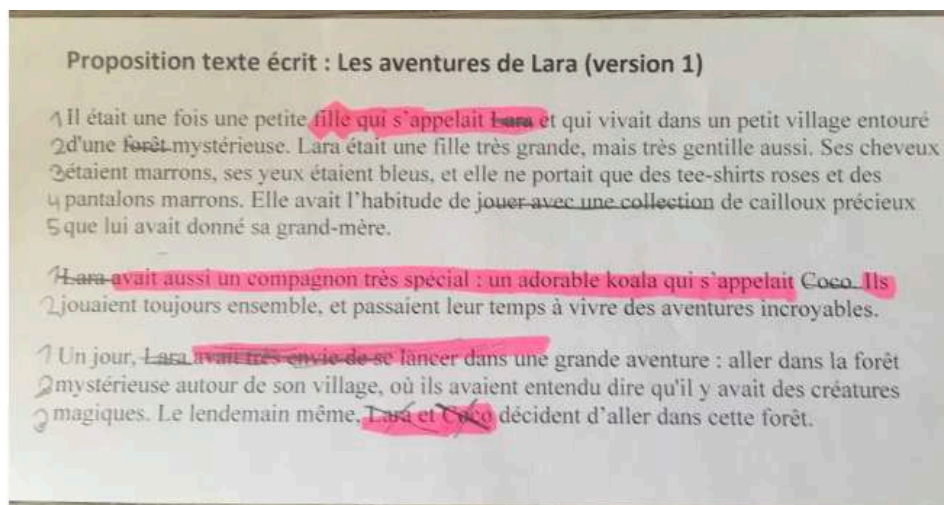 Proposition texte écrit : Les aventures de Lara (version 1)
1 Il était une fois une petite fille qui s'appelait Lara et qui vivait dans un petit village entouré
2 d'une forêt mystérieuse. Lara était une fille très grande, mais très gentille aussi. Ses cheveux
3 étaient marrons, ses yeux étaient bleus, et elle ne portait que des tee-shirts roses et des
4 pantalons marrons. Elle avait l'habitude de jouer avec une collection de cailloux précieux
5 que lui avait donné sa grand-mère.
1 Lara avait aussi un compagnon très spécial : un adorable koala qui s'appelait Coco. Ils
2 jouaient toujours ensemble, et passaient leur temps à vivre des aventures incroyables.
1 Un jour, Lara avait très envie de se lancer dans une grande aventure : aller dans la forêt
2 mystérieuse autour de son village, où ils avaient entendu dire qu'il y avait des créatures
3 magiques. Le lendemain même, Lara et Coco décident d'aller dans cette forêt.